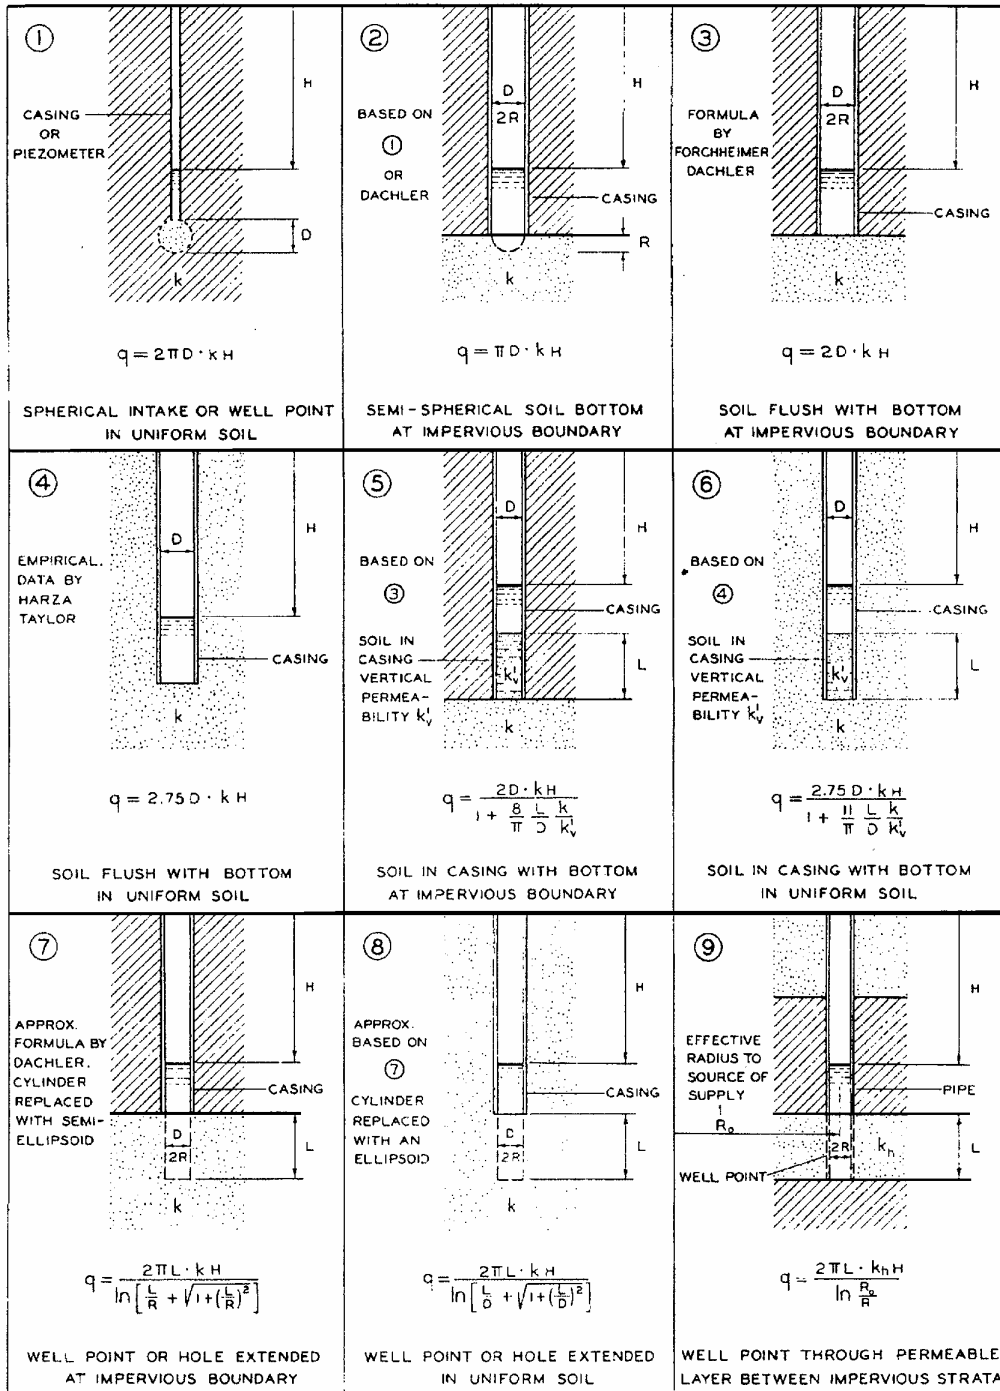 ①
CASING
OR
PIEZOMETER
H
D
k
q = 2πD · kH
SPHERICAL INTAKE OR WELL POINT
IN UNIFORM SOIL
②
BASED ON
①
OR
DACHLER
D
2R
H
CASING
R
k
q = πD · kH
SEMI-SPHERICAL SOIL BOTTOM
AT IMPERVIOUS BOUNDARY
③
FORMULA
BY
FORCHHEIMER
DACHLER
D
2R
H
CASING
k
q = 2D · kH
SOIL FLUSH WITH BOTTOM
AT IMPERVIOUS BOUNDARY
④
EMPIRICAL.
DATA BY
HARZA
TAYLOR
D
H
CASING
k
q = 2.75 D · kH
SOIL FLUSH WITH BOTTOM
IN UNIFORM SOIL
⑤
BASED ON
③
SOIL IN
CASING
VERTICAL
PERMEA-
BILITY k'v
D
H
CASING
L
k'v
k
q = 2D · kH / 1 + 8/π L/D k/k'v
SOIL IN CASING WITH BOTTOM
AT IMPERVIOUS BOUNDARY
⑥
BASED ON
④
SOIL IN
CASING
VERTICAL
PERMEA-
BILITY k'v
D
H
CASING
L
k'v
k
q = 2.75 D · kH / 1 + 11/π L/D k/k'v
SOIL IN CASING WITH BOTTOM
IN UNIFORM SOIL
⑦
APPROX.
FORMULA BY
DACHLER.
CYLINDER
REPLACED
WITH SEMI-
ELLIPSOID
H
CASING
D
2R
L
k
q = 2πL · kH / ln[L/R + √1+(L/R)²]
WELL POINT OR HOLE EXTENDED
AT IMPERVIOUS BOUNDARY
⑧
APPROX.
BASED ON
⑦
CYLINDER
REPLACED
WITH AN
ELLIPSOID
H
CASING
D
2R
L
k
q = 2πL · kH / ln[L/D + √1+(L/D)²]
WELL POINT OR HOLE EXTENDED
IN UNIFORM SOIL
⑨
EFFECTIVE
RADIUS TO
SOURCE OF
SUPPLY
R₀
WELL POINT
H
PIPE
2R
kh
L
q = 2πL · khH / ln R₀/R
WELL POINT THROUGH PERMEABLE
LAYER BETWEEN IMPERVIOUS STRATA